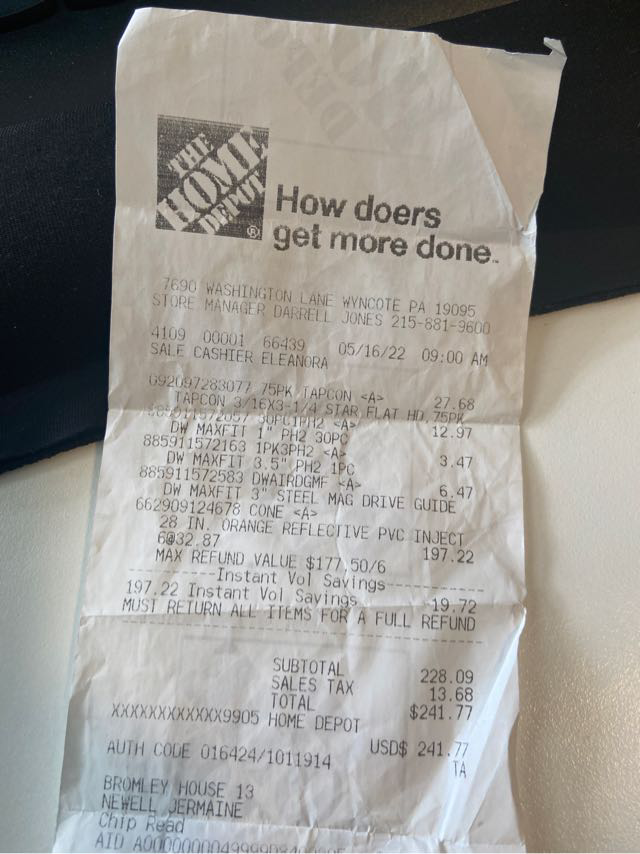 THE
HOME
DEPOT
®
How doers
get more done™
7690 WASHINGTON LANE WYNCOTE PA 19095
STORE MANAGER DARRELL JONES 215-881-9600
4109 00001 66439 05/16/22 09:00 AM
SALE CASHIER ELEANORA
692097283077 75PK TAPCON <A> 27.68
TAPCON 3/16X3-1/4 STAR FLAT HD,75PK
30PC1PH2 <A> 12.97
DW MAXFIT 1" PH2 30PC
885911572163 1PK3PH2 <A> 3.47
DW MAXFIT 3.5" PH2 1PC
885911572583 DWAIRDGMF <A> 6.47
DW MAXFIT 3" STEEL MAG DRIVE GUIDE
662909124678 CONE <A>
28 IN. ORANGE REFLECTIVE PVC INJECT
6@32.87 197.22
MAX REFUND VALUE $177.50/6
Instant Vol Savings
197.22 Instant Vol Savings -19.72
MUST RETURN ALL ITEMS FOR A FULL REFUND
SUBTOTAL 228.09
SALES TAX 13.68
TOTAL $241.77
XXXXXXXXXXXX9905 HOME DEPOT
USD$ 241.77
AUTH CODE 016424/1011914 TA
BROMLEY HOUSE 13
NEWELL JERMAINE
Chip Read
AID